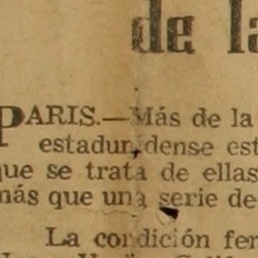 de la
PARIS.—Más de la
estadunidense est
que se trata de ellas
más que una serie de
La condición fer